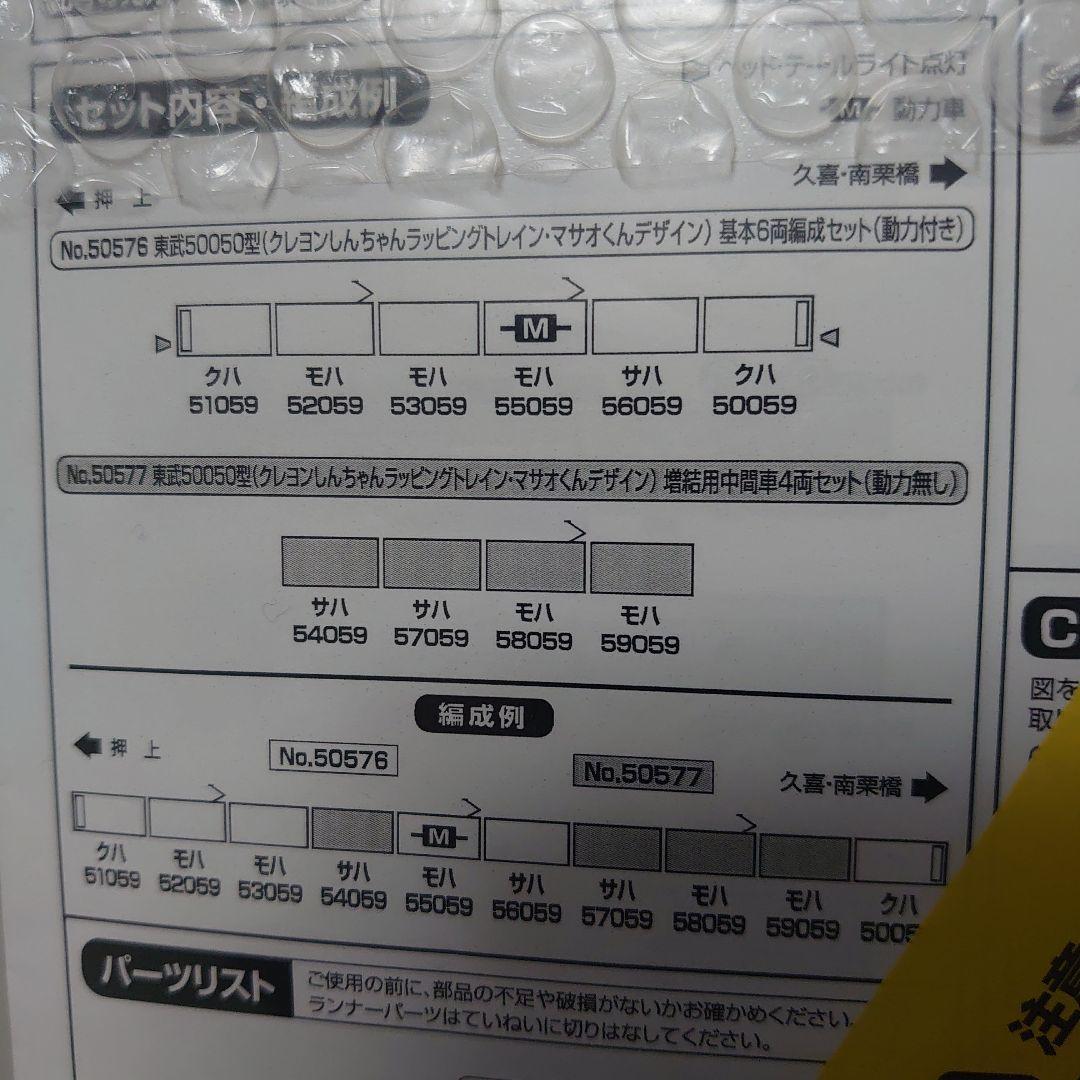 セット内容・編成例
ヘッド・テールライト点灯
M 動力車
押 上
久喜・南栗橋
No.50576 東武50050型(クレヨンしんちゃんラッピングトレイン・マサオくんデザイン) 基本6両編成セット(動力付き)
M
クハ モハ モハ モハ サハ クハ
51059 52059 53059 55059 56059 50059
No.50577 東武50050型(クレヨンしんちゃんラッピングトレイン・マサオくんデザイン) 増結用中間車4両セット(動力無し)
サハ サハ モハ モハ
54059 57059 58059 59059
編成例
押 上
No.50576
No.50577
久喜・南栗橋
M
クハ モハ モハ サハ モハ サハ サハ モハ モハ クハ
51059 52059 53059 54059 55059 56059 57059 58059 59059 5005
パーツリスト
ご使用の前に、部品の不足や破損がないかお確かめください。
ランナーパーツはていねいに切りはなしてください。
C
図を
取
注意